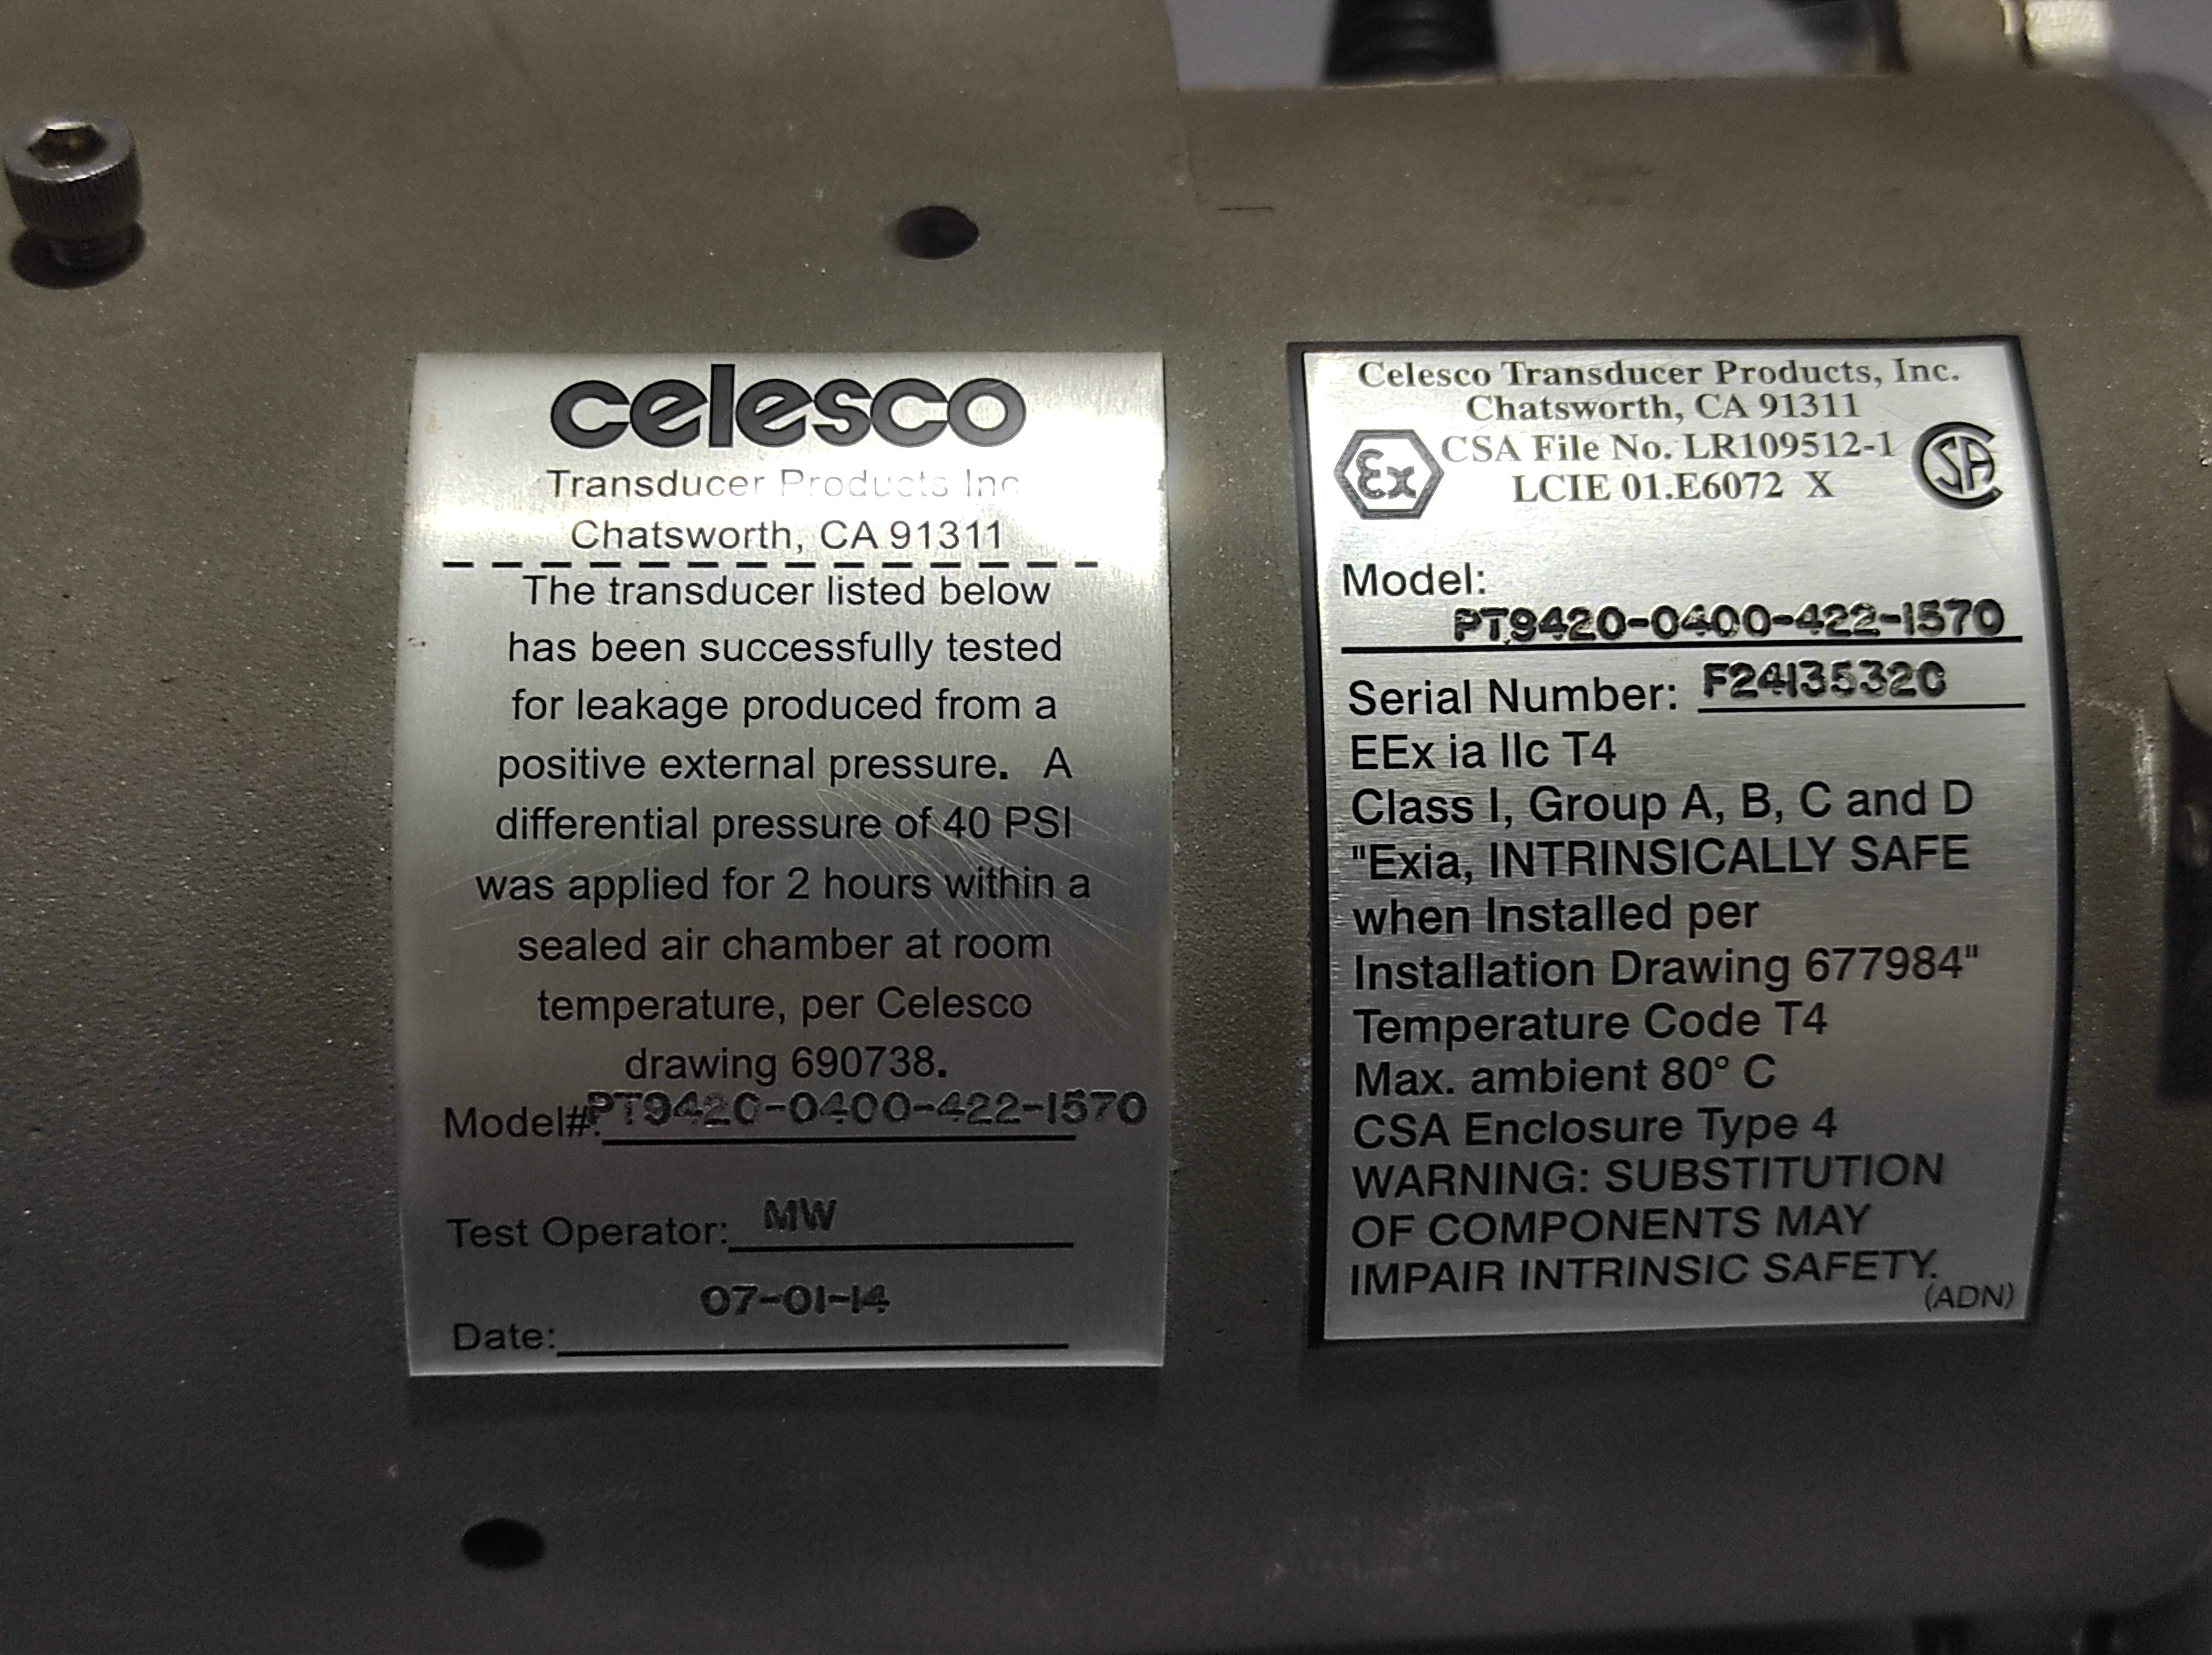 celesco
Transducer Products Inc
Chatsworth, CA 91311
The transducer listed below
has been successfully tested
for leakage produced from a
positive external pressure. A
differential pressure of 40 PSI
was applied for 2 hours within a
sealed air chamber at room
temperature, per Celesco
drawing 690738.
Model#: PT9420-0400-422-1570
Test Operator: MW
07-01-14
Date:
Celesco Transducer Products, Inc.
Chatsworth, CA 91311
Ex CSA File No. LR109512-1 SA
LCIE 01.E6072 X
Model:
PT9420-0400-422-1570
Serial Number: F2413532C
EEx ia llc T4
Class I, Group A, B, C and D
"Exia, INTRINSICALLY SAFE
when Installed per
Installation Drawing 677984"
Temperature Code T4
Max. ambient 80° C
CSA Enclosure Type 4
WARNING: SUBSTITUTION
OF COMPONENTS MAY
IMPAIR INTRINSIC SAFETY.
(ADN)